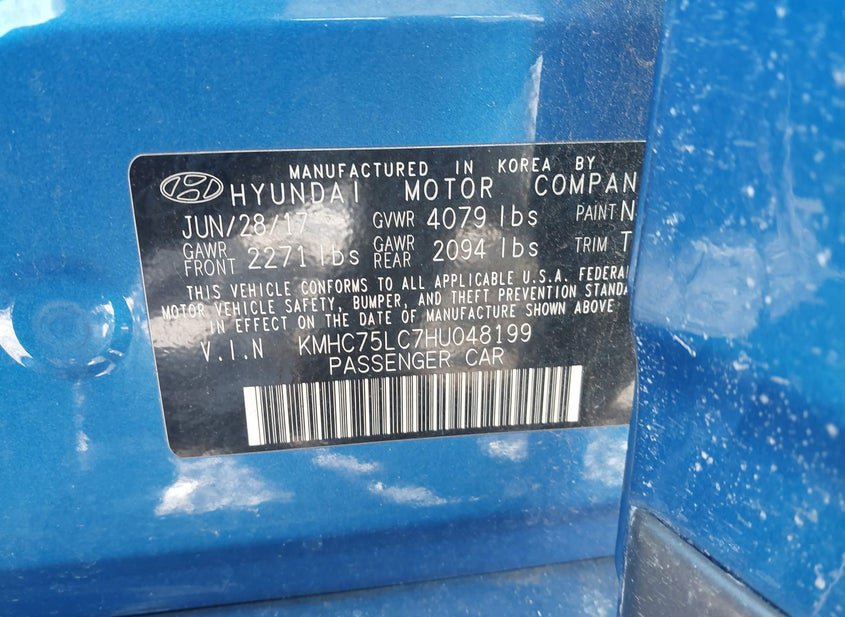 MANUFACTURED IN KOREA BY
HYUNDAI MOTOR COMPAN
JUN/28/17 GVWR 4079 lbs PAINT N
GAWR FRONT 2271 lbs GAWR REAR 2094 lbs TRIM T
THIS VEHICLE CONFORMS TO ALL APPLICABLE U.S.A. FEDERAL
MOTOR VEHICLE SAFETY, BUMPER, AND THEFT PREVENTION STANDA
IN EFFECT ON THE DATE OF MANUFACTURE SHOWN ABOVE
V.I.N KMHC75LC7HU048199
PASSENGER CAR